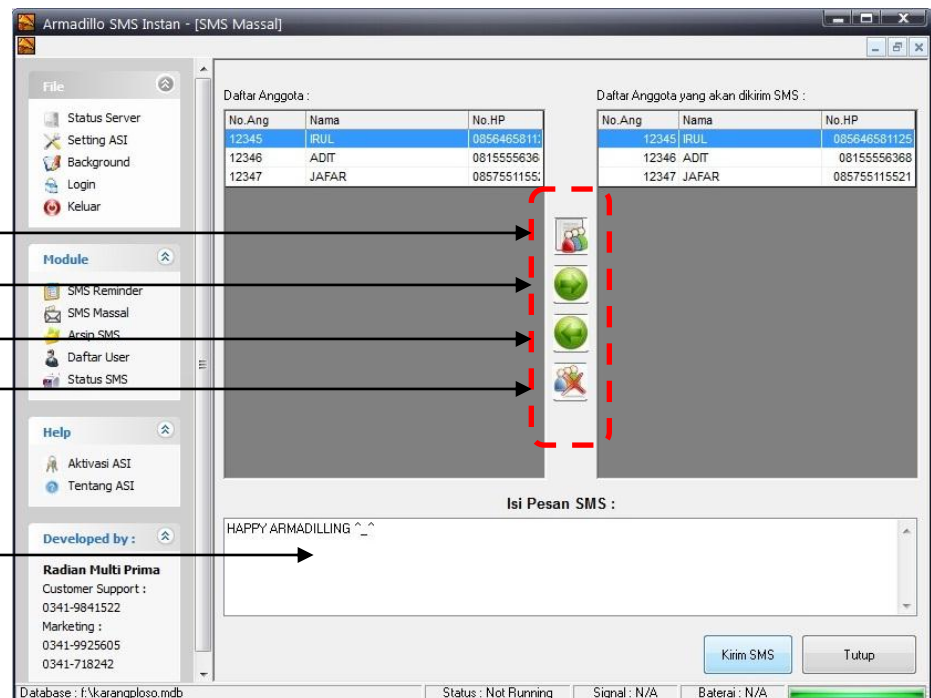 Armadillo SMS Instan - [SMS Massal]
File
Status Server
Setting ASI
Background
Login
Keluar
Module
SMS Reminder
SMS Massal
Arsip SMS
Daftar User
Status SMS
Help
Aktivasi ASI
Tentang ASI
Developed by :
Radian Multi Prima
Customer Support :
0341-9841522
Marketing :
0341-9925605
0341-718242
Daftar Anggota :
No.Ang Nama No.HP
12345 IRUL 08564658112
12346 ADIT 0815555636
12347 JAFAR 0857551155
Daftar Anggota yang akan dikirim SMS :
No.Ang Nama No.HP
12345 IRUL 085646581125
12346 ADIT 08155556368
12347 JAFAR 085755115521
Isi Pesan SMS :
HAPPY ARMADILLING ^_^
Kirim SMS Tutup
Database : f:\karangploso.mdb Status : Not Running Signal : N/A Baterai : N/A